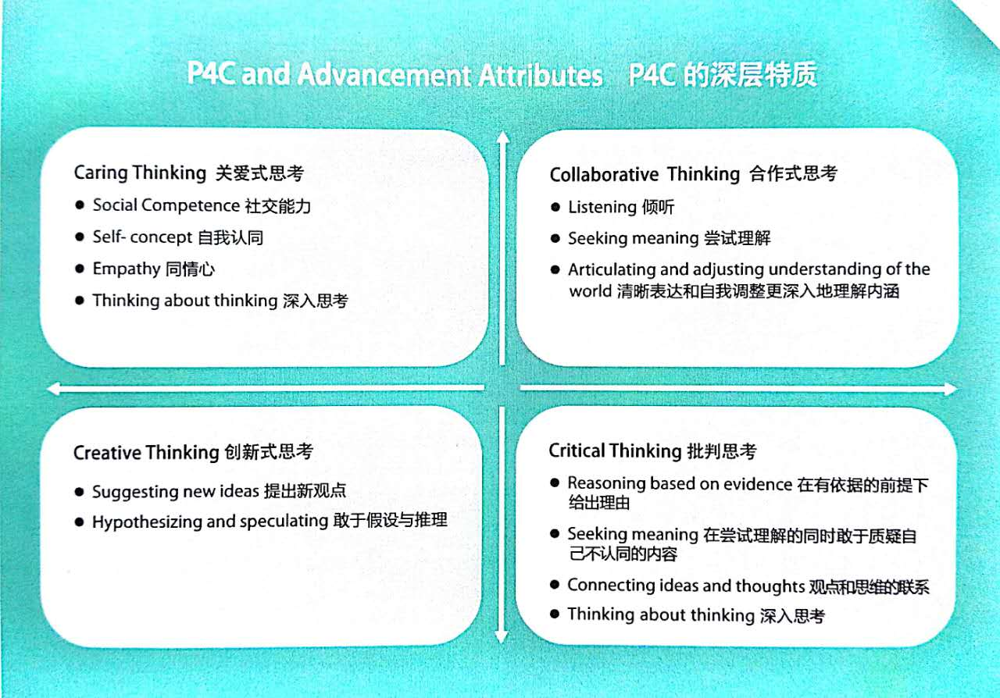 P4C and Advancement Attributes P4C 的深层特质
Caring Thinking 关爱式思考
● Social Competence 社交能力
● Self- concept 自我认同
● Empathy 同情心
● Thinking about thinking 深入思考
Collaborative Thinking 合作式思考
● Listening 倾听
● Seeking meaning 尝试理解
● Articulating and adjusting understanding of the
world 清晰表达和自我调整更深入地理解内涵
Creative Thinking 创新式思考
● Suggesting new ideas 提出新观点
● Hypothesizing and speculating 敢于假设与推理
Critical Thinking 批判思考
● Reasoning based on evidence 在有依据的前提下
给出理由
● Seeking meaning 在尝试理解的同时敢于质疑自
己不认同的内容
● Connecting ideas and thoughts 观点和思维的联系
● Thinking about thinking 深入思考